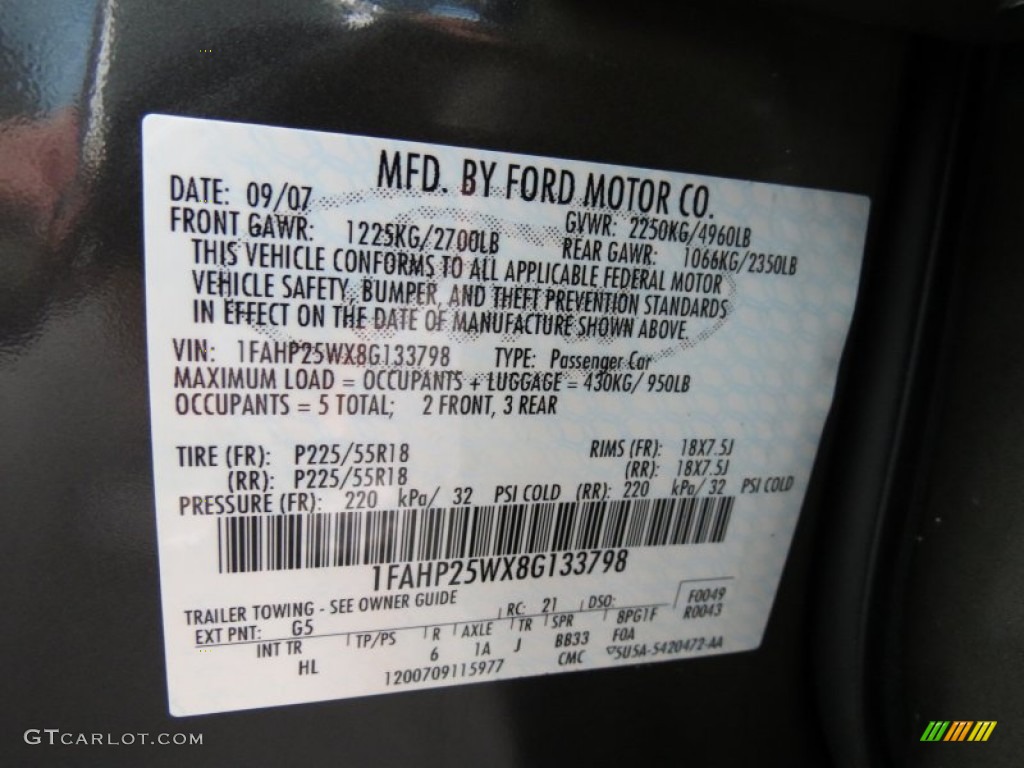 MFD. BY FORD MOTOR CO.
DATE: 09/07 GVWR: 2250KG/4960LB
FRONT GAWR: 1225KG/2700LB REAR GAWR: 1066KG/2350LB
THIS VEHICLE CONFORMS TO ALL APPLICABLE FEDERAL MOTOR
VEHICLE SAFETY, BUMPER, AND THEFT PREVENTION STANDARDS
IN EFFECT ON THE DATE OF MANUFACTURE SHOWN ABOVE.
VIN: 1FAHP25WX8G133798 TYPE: Passenger Car
MAXIMUM LOAD = OCCUPANTS + LUGGAGE = 430KG/ 950LB
OCCUPANTS = 5 TOTAL; 2 FRONT, 3 REAR
TIRE (FR): P225/55R18 RIMS (FR): 18X7.5J
(RR): P225/55R18 (RR): 18X7.5J
PRESSURE (FR): 220 kPa/ 32 PSI COLD (RR): 220 kPa/ 32 PSI COLD
1FAHP25WX8G133798
TRAILER TOWING - SEE OWNER GUIDE
EXT PNT: G5 RC: 21 DSO: F0049
R0043
INT TR TP/PS R AXLE TR SPR 8PG1F
HL 6 1A J BB33 FOA
1200709115977 CMC 5U5A-5420472-AA
GTCARLOT.COM